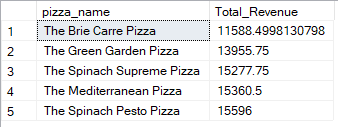 pizza_name Total_Revenue
1 The Brie Carre Pizza 11588.4998130798
2 The Green Garden Pizza 13955.75
3 The Spinach Supreme Pizza 15277.75
4 The Mediterranean Pizza 15360.5
5 The Spinach Pesto Pizza 15596